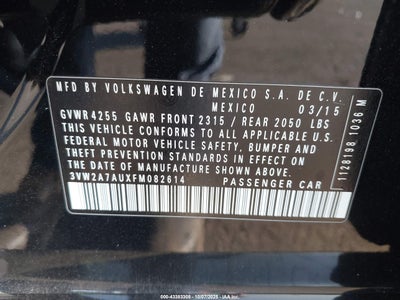 MFD BY VOLKSWAGEN DE MEXICO S.A. DE C.V.
MEXICO 03/15
GVWR 4255 GAWR FRONT 2315 / REAR 2050 LBS
THIS VEHICLE CONFORMS TO ALL APPLICABLE U.S.
FEDERAL MOTOR VEHICLE SAFETY, BUMPER AND THEFT
PREVENTION STANDARDS IN EFFECT ON THE
DATE OF MANUFACTURE SHOWN ABOVE.
3VW2A7AUXFM082614 PASSENGER CAR
1128198 1036 M
000-43383309 - 10/07/2025 - IAA, Inc.